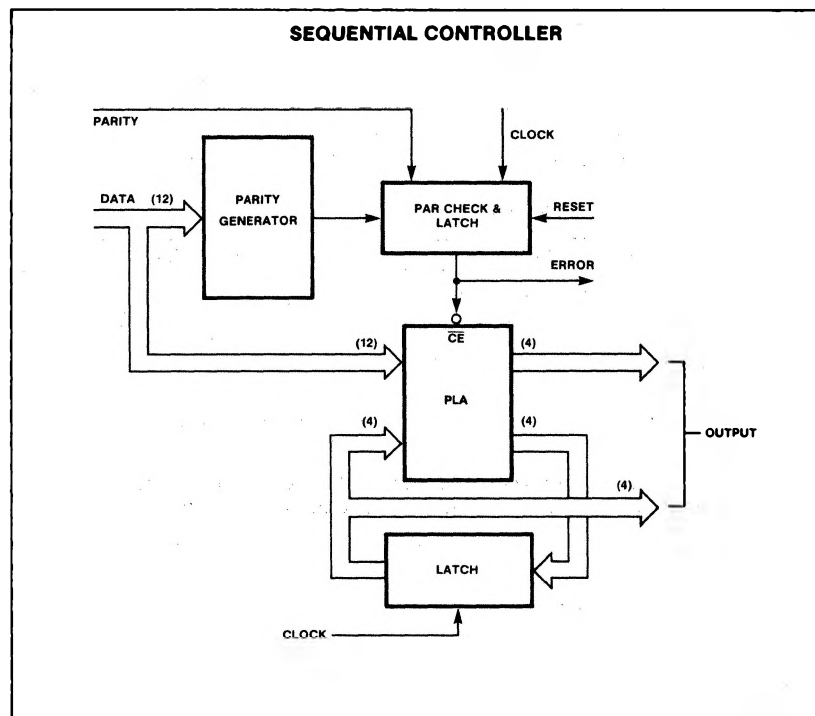 SEQUENTIAL CONTROLLER
PARITY
CLOCK
DATA (12)
PARITY
GENERATOR
PAR CHECK &
LATCH
RESET
ERROR
CE
(12)
(4)
PLA
(4)
(4)
OUTPUT
(4)
LATCH
CLOCK